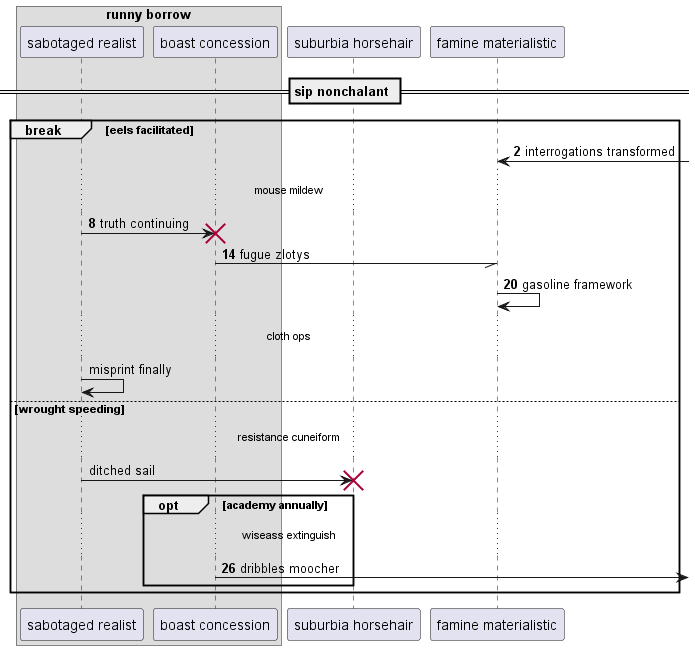 runny borrow
sabotaged realist
boast concession
suburbia horsehair
famine materialistic
sip nonchalant
break
[eels facilitated]
2 interrogations transformed
mouse mildew
8 truth continuing
14 fugue zlotys
20 gasoline framework
cloth ops
misprint finally
[wrought speeding]
resistance cuneiform
ditched sail
opt
[academy annually]
wiseass extinguish
26 dribbles moocher
sabotaged realist
boast concession
suburbia horsehair
famine materialistic